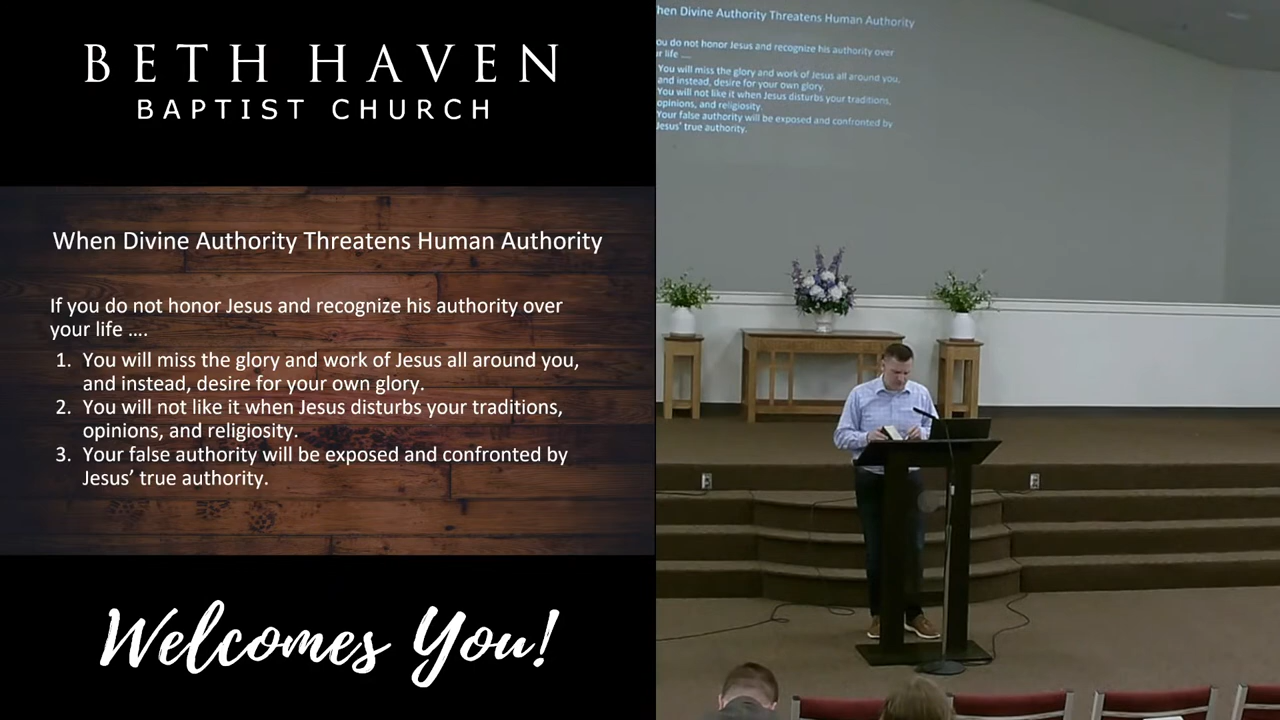 BETH HAVEN
BAPTIST CHURCH
When Divine Authority Threatens Human Authority
If you do not honor Jesus and recognize his authority over
your life ....
1. You will miss the glory and work of Jesus all around you,
and instead, desire for your own glory.
2. You will not like it when Jesus disturbs your traditions,
opinions, and religiosity.
3. Your false authority will be exposed and confronted by
Jesus’ true authority.
Welcomes You!
hen Divine Authority Threatens Human Authority
ou do not honor Jesus and recognize his authority over
r life ....
You will miss the glory and work of Jesus all around you,
and instead, desire for your own glory.
You will not like it when Jesus disturbs your traditions,
opinions, and religiosity.
Your false authority will be exposed and confronted by
Jesus’ true authority.